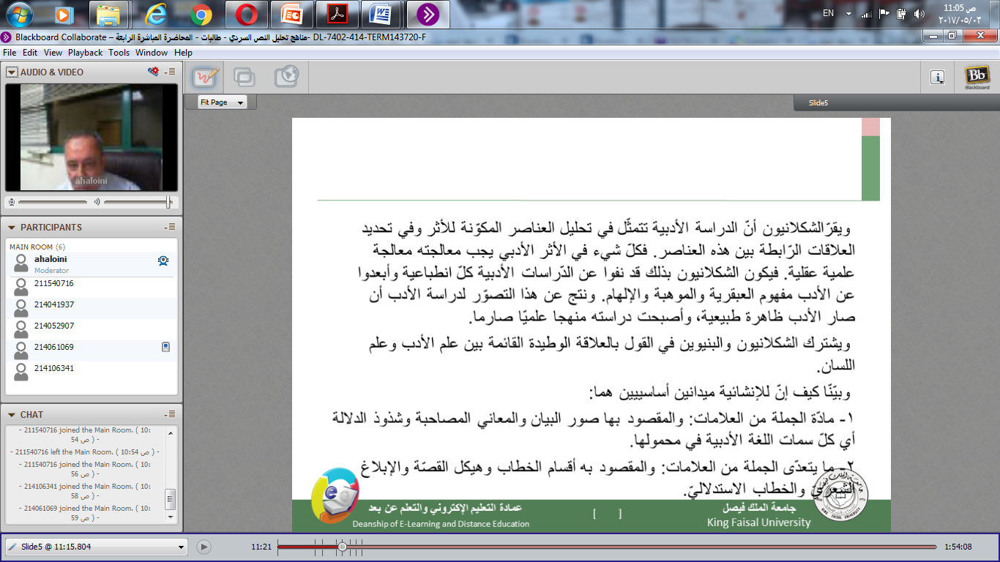 EN
11:05 ص
٢٠١٧/٠٥/٠٣
Blackboard Collaborate – مناهج تحليل النص السردي - طالبات - المحاضرة المباشرة الرابعة- DL-7402-414-TERM143720-F
File Edit View Playback Tools Window Help
AUDIO & VIDEO
ahaloini
PARTICIPANTS
MAIN ROOM (6)
ahaloini
Moderator
211540716
214041937
214052907
214061069
214106341
CHAT
- 211540716 joined the Main Room. ( 10:
54 ص ) -
- 211540716 left the Main Room. ( 10:54 ص ) -
- 211540716 joined the Main Room. ( 10:
56 ص ) -
- 214106341 joined the Main Room. ( 10:
58 ص ) -
- 214061069 joined the Main Room. ( 10:
59 ص ) -
Bb
Blackboard
Fit Page
Slide5
ويقرّالشكلانيون أنّ الدراسة الأدبية تتمثّل في تحليل العناصر المكوّنة للأثر وفي تحديد
العلاقات الرّابطة بين هذه العناصر. فكلّ شيء في الأثر الأدبي يجب معالجته معالجة
علمية عقلية. فيكون الشكلانيون بذلك قد نفوا عن الدّراسات الأدبية كلّ انطباعية وأبعدوا
عن الأدب مفهوم العبقرية والموهبة والإلهام. ونتج عن هذا التصوّر لدراسة الأدب أن
صار الأدب ظاهرة طبيعية، وأصبحت دراسته منهجا علميّا صارما.
ويشترك الشكلانيون والبنيوين في القول بالعلاقة الوطيدة القائمة بين علم الأدب وعلم
اللسان.
وبيّنّا كيف إنّ للإنشائية ميدانين أساسييين هما:
١- مادّة الجملة من العلامات: والمقصود بها صور البيان والمعاني المصاحبة وشذوذ الدلالة
أي كلّ سمات اللغة الأدبية في محمولها.
٢- ما يتعدّى الجملة من العلامات: والمقصود به أقسام الخطاب وهيكل القصّة والإبلاغ
الشعري والخطاب الاستدلاليّ.
عمادة التعليم الإكتروني والتعلم عن بعد
Deanship of E-Learning and Distance Education
[ ]
جامعة الملك فيصل
King Faisal University
Slide5 @ 11:15.804
11:21
1:54:08